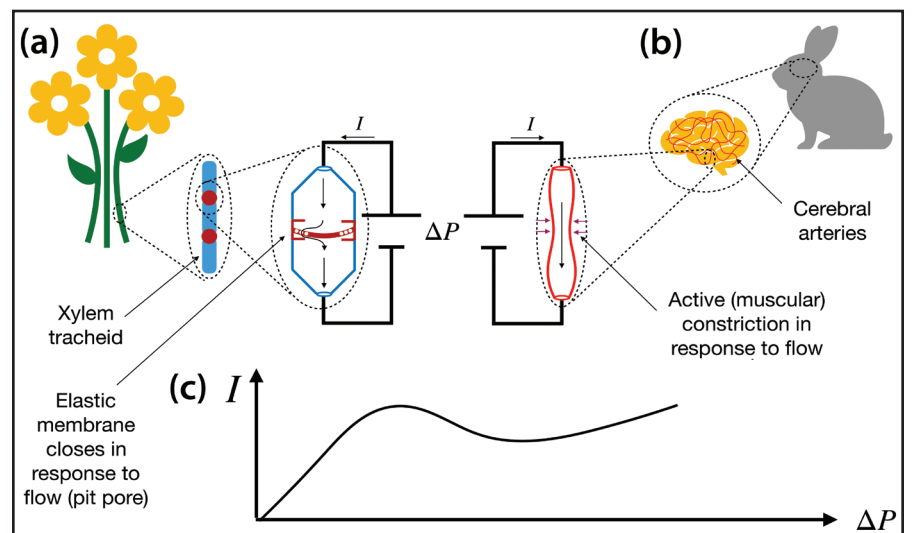 (a)
(b)
I
I
ΔP
Cerebral
arteries
Xylem
tracheid
Active (muscular)
constriction in
response to flow
Elastic
membrane
closes in
response to
flow (pit pore)
(c)
I
ΔP